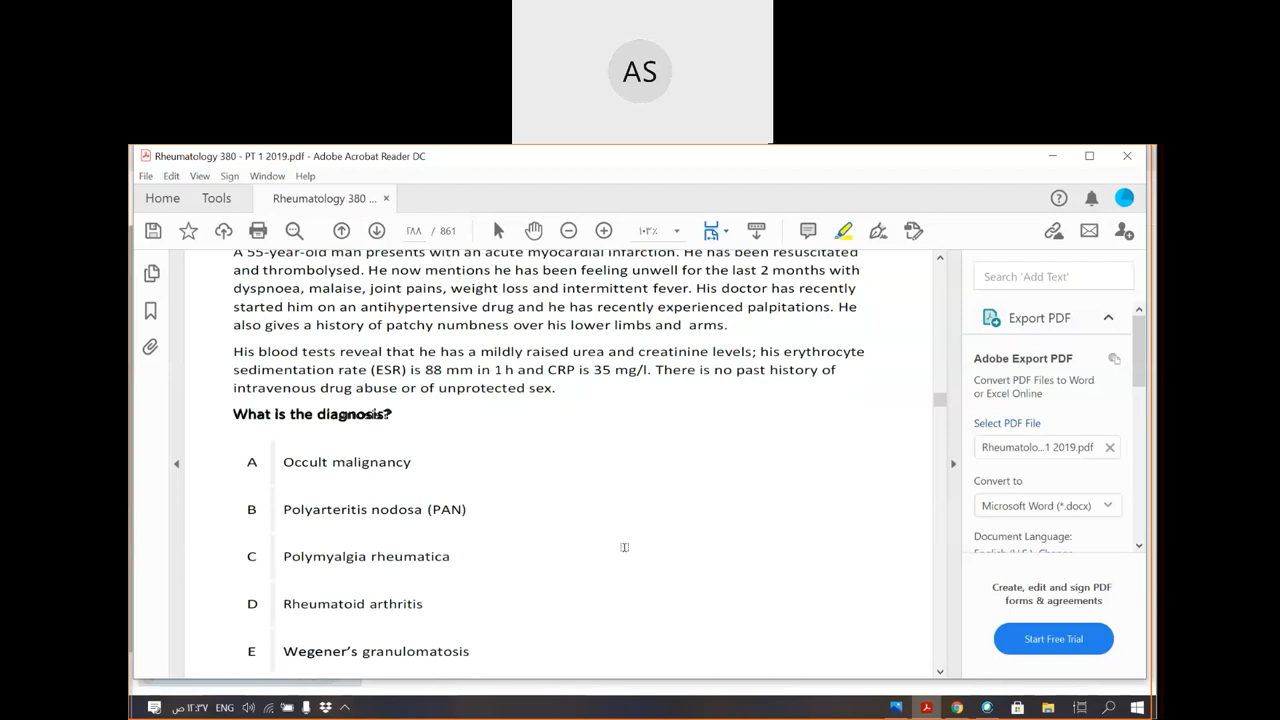 AS
Rheumatology 380 - PT 1 2019.pdf - Adobe Acrobat Reader DC
File Edit View Sign Window Help
Home Tools Rheumatology 380 ... ×
٢٨٨ / 861
١٠٣٪
A 55-year-old man presents with an acute myocardial infarction. He has been resuscitated
and thrombolysed. He now mentions he has been feeling unwell for the last 2 months with
dyspnoea, malaise, joint pains, weight loss and intermittent fever. His doctor has recently
started him on an antihypertensive drug and he has recently experienced palpitations. He
also gives a history of patchy numbness over his lower limbs and arms.
His blood tests reveal that he has a mildly raised urea and creatinine levels; his erythrocyte
sedimentation rate (ESR) is 88 mm in 1 h and CRP is 35 mg/l. There is no past history of
intravenous drug abuse or of unprotected sex.
What is the diagnosis?
A Occult malignancy
B Polyarteritis nodosa (PAN)
C Polymyalgia rheumatica
D Rheumatoid arthritis
E Wegener's granulomatosis
Search 'Add Text'
Export PDF
Adobe Export PDF
Convert PDF Files to Word
or Excel Online
Select PDF File
Rheumatolo...1 2019.pdf
Convert to
Microsoft Word (*.docx)
Document Language:
English (U.S.) Change
Create, edit and sign PDF
forms & agreements
Start Free Trial
١٢:٣٧ ص ENG